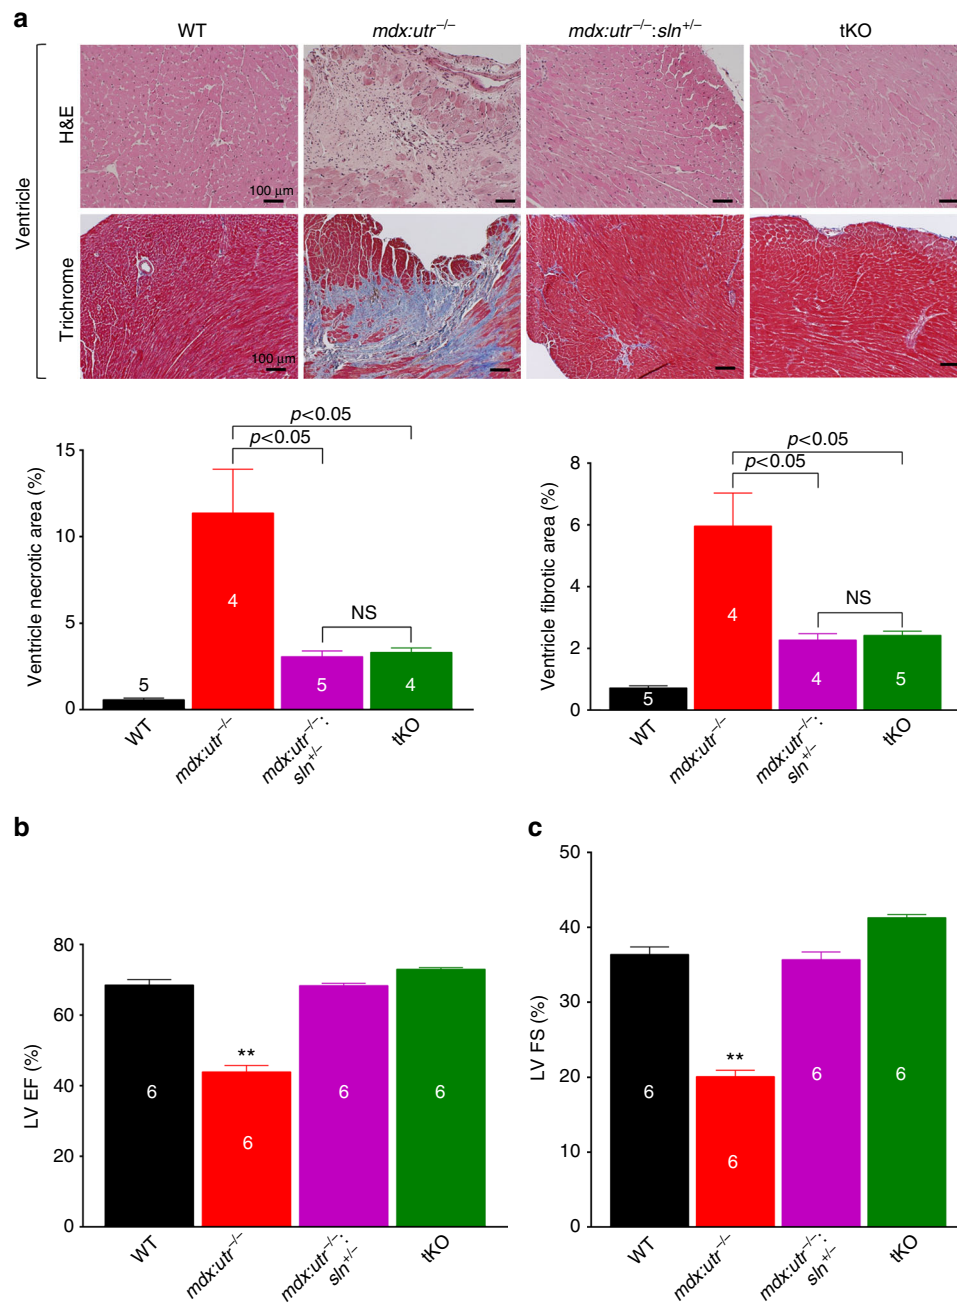 a
WT
mdx:utr–/–
mdx:utr–/–:sln+/–
tKO
Ventricle
H&E
100 μm
Trichrome
100 μm
Ventricle necrotic area (%)
15
10
5
0
p<0.05
p<0.05
NS
5
4
5
4
WT
mdx:utr–/–
mdx:utr–/–:
sln+/–
tKO
Ventricle fibrotic area (%)
8
6
4
2
0
p<0.05
p<0.05
NS
5
4
4
5
WT
mdx:utr–/–
mdx:utr–/–:
sln+/–
tKO
b
LV EF (%)
80
60
40
20
0
**
6
6
6
6
WT
mdx:utr–/–
mdx:utr–/–:
sln+/–
tKO
c
LV FS (%)
50
40
30
20
10
0
**
6
6
6
6
WT
mdx:utr–/–
mdx:utr–/–:
sln+/–
tKO